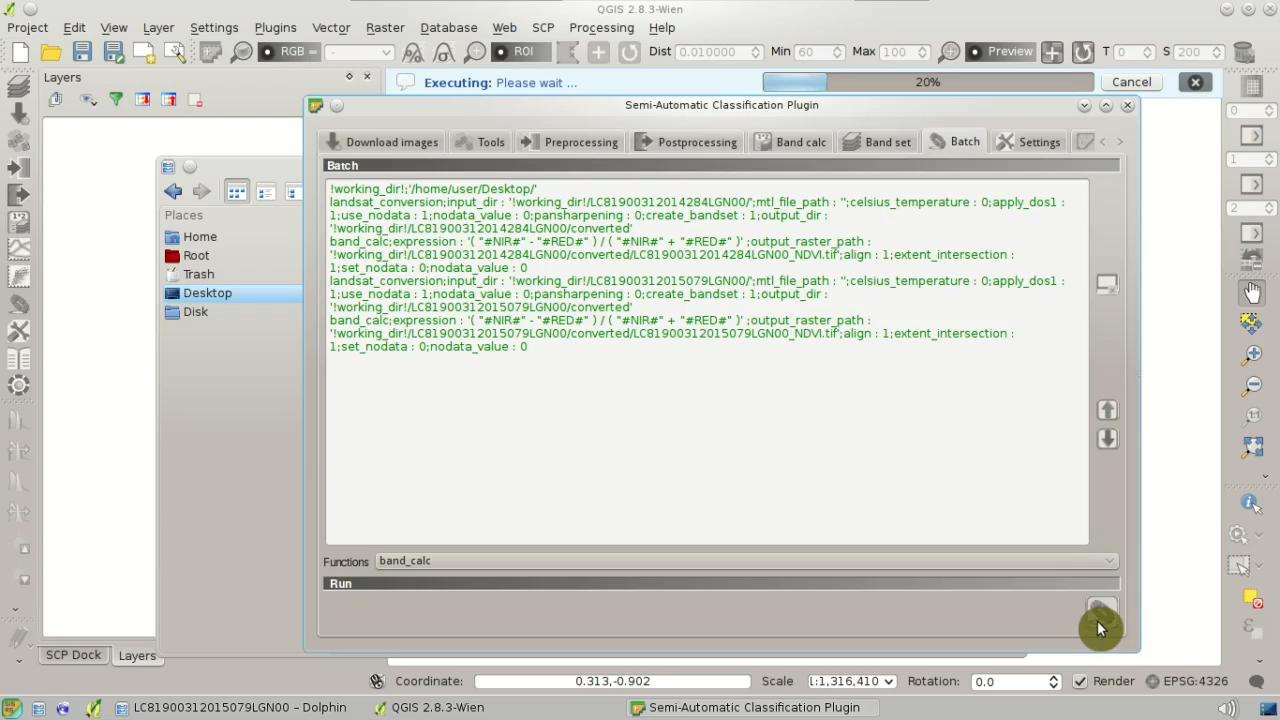 QGIS 2.8.3-Wien
Project Edit View Layer Settings Plugins Vector Raster Database Web SCP Processing Help
RGB = - ROI Dist 0.010000 Min 60 Max 100 Preview T 0 S 200
Layers
Executing: Please wait ... 20% Cancel
Semi-Automatic Classification Plugin
Download images Tools Preprocessing Postprocessing Band calc Band set Batch Settings
Batch
!working_dir!;'/home/user/Desktop/'
landsat_conversion;input_dir : '!working_dir!/LC81900312014284LGN00/';mtl_file_path : '';celsius_temperature : 0;apply_dos1 :
1;use_nodata : 1;nodata_value : 0;pansharpening : 0;create_bandset : 1;output_dir :
'!working_dir!/LC81900312014284LGN00/converted'
band_calc;expression : '( "#NIR#" - "#RED#" ) / ( "#NIR#" + "#RED#" )' ;output_raster_path :
'!working_dir!/LC81900312014284LGN00/converted/LC81900312014284LGN00_NDVI.tif';align : 1;extent_intersection :
1;set_nodata : 0;nodata_value : 0
landsat_conversion;input_dir : '!working_dir!/LC81900312015079LGN00/';mtl_file_path : '';celsius_temperature : 0;apply_dos1 :
1;use_nodata : 1;nodata_value : 0;pansharpening : 0;create_bandset : 1;output_dir :
'!working_dir!/LC81900312015079LGN00/converted'
band_calc;expression : '( "#NIR#" - "#RED#" ) / ( "#NIR#" + "#RED#" )' ;output_raster_path :
'!working_dir!/LC81900312015079LGN00/converted/LC81900312015079LGN00_NDVI.tif';align : 1;extent_intersection :
1;set_nodata : 0;nodata_value : 0
Places
Home
Root
Trash
Desktop
Disk
0
1
2
1:1
Functions band_calc
Run
SCP Dock Layers
Coordinate: 0.313,-0.902 Scale 1:1,316,410 Rotation: 0.0 Render EPSG:4326
LC81900312015079LGN00 – Dolphin QGIS 2.8.3-Wien Semi-Automatic Classification Plugin